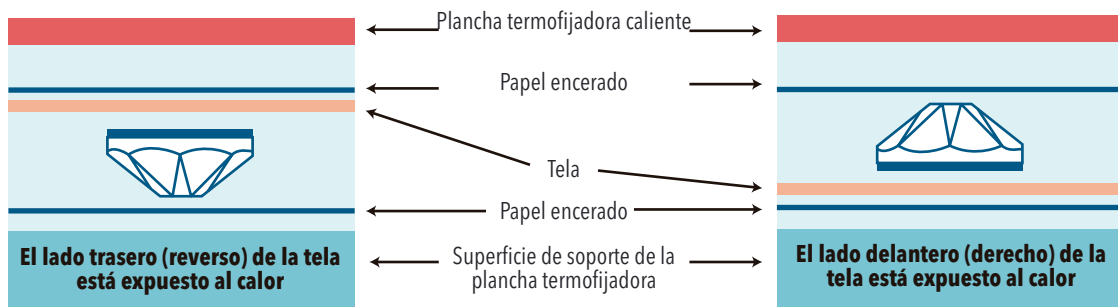 Plancha termofijadora caliente
Papel encerado
Tela
Papel encerado
Superficie de soporte de la
plancha termofijadora
El lado trasero (reverso) de la tela
está expuesto al calor
El lado delantero (derecho) de la
tela está expuesto al calor